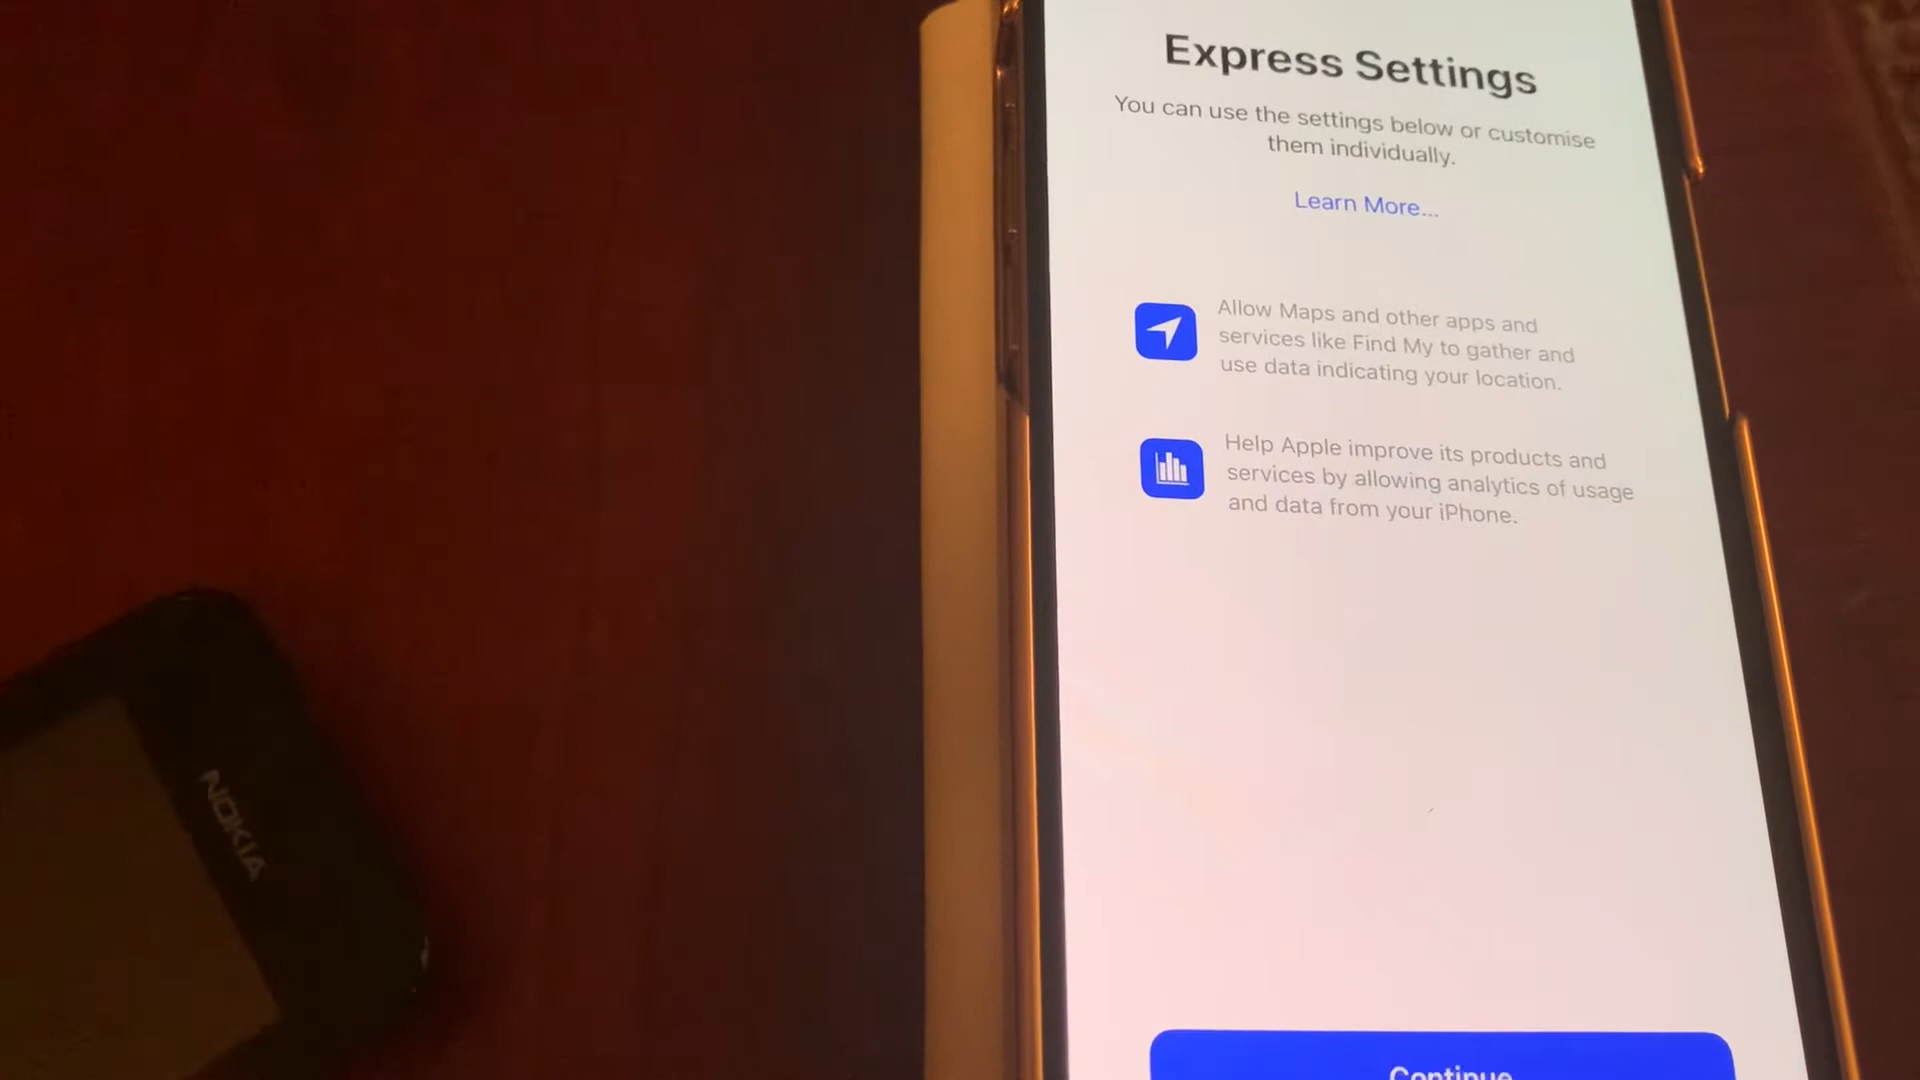 Express Settings
You can use the settings below or customise
them individually.
Learn More...
Allow Maps and other apps and
services like Find My to gather and
use data indicating your location.
Help Apple improve its products and
services by allowing analytics of usage
and data from your iPhone.
Continue
NOKIA